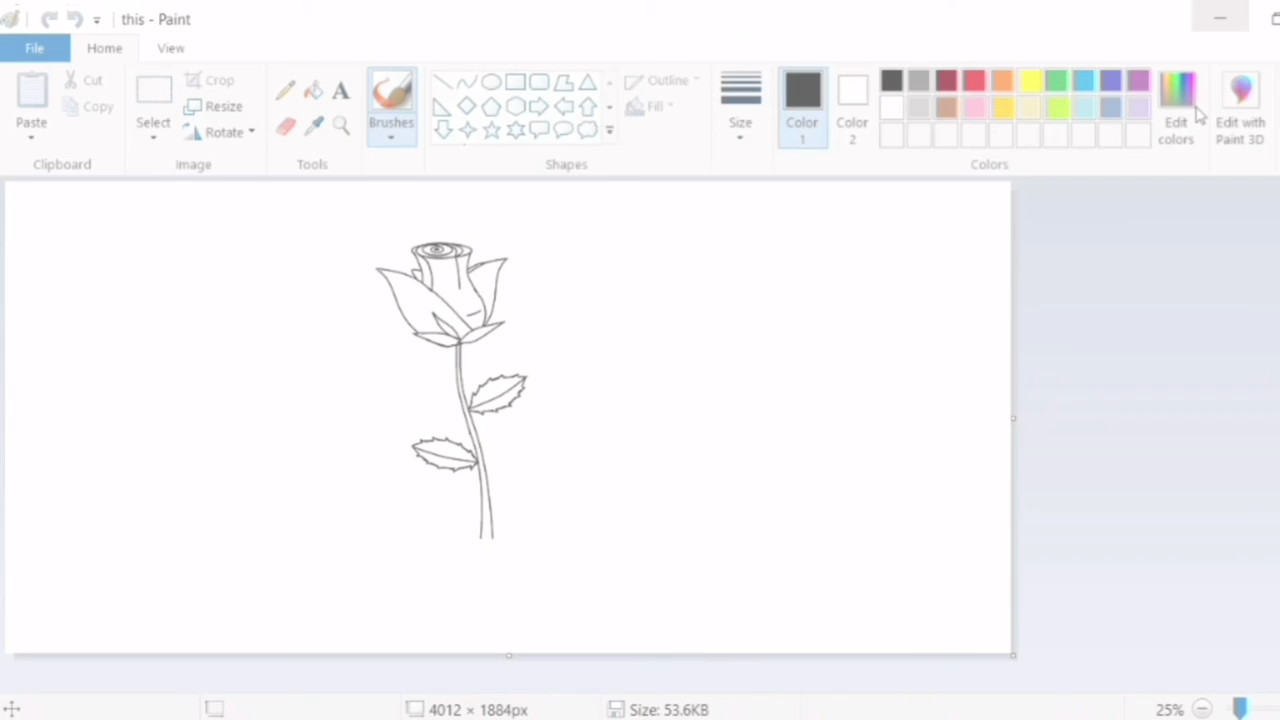 this - Paint
File Home View
Paste
Cut
Copy
Clipboard
Select
Crop
Resize
Rotate
Image
A
Tools
Brushes
Outline
Fill
Shapes
Size
Color
1
Color
2
Edit
colors
Colors
Edit with
Paint 3D
4012 × 1884px
Size: 53.6KB
25%